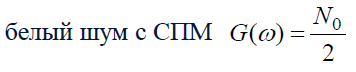 белый шум с СПМ G(ω) = N₀/2